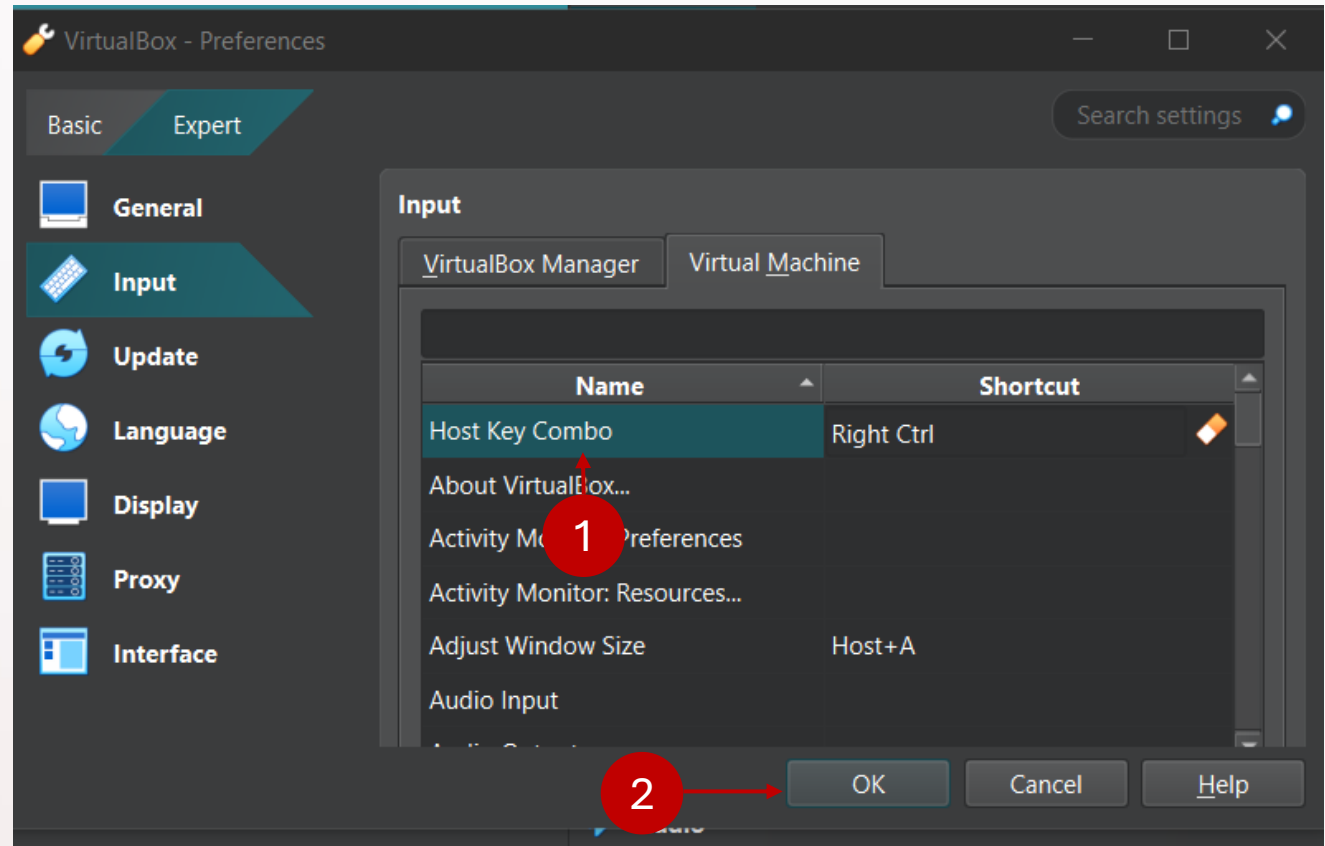 VirtualBox - Preferences
Basic
Expert
Search settings
General
Input
Update
Language
Display
Proxy
Interface
Input
VirtualBox Manager
Virtual Machine
Name
Shortcut
Host Key Combo
Right Ctrl
About VirtualBox...
1
Activity Preferences
Activity Monitor: Resources...
Adjust Window Size
Host+A
Audio Input
2
OK
Cancel
Help